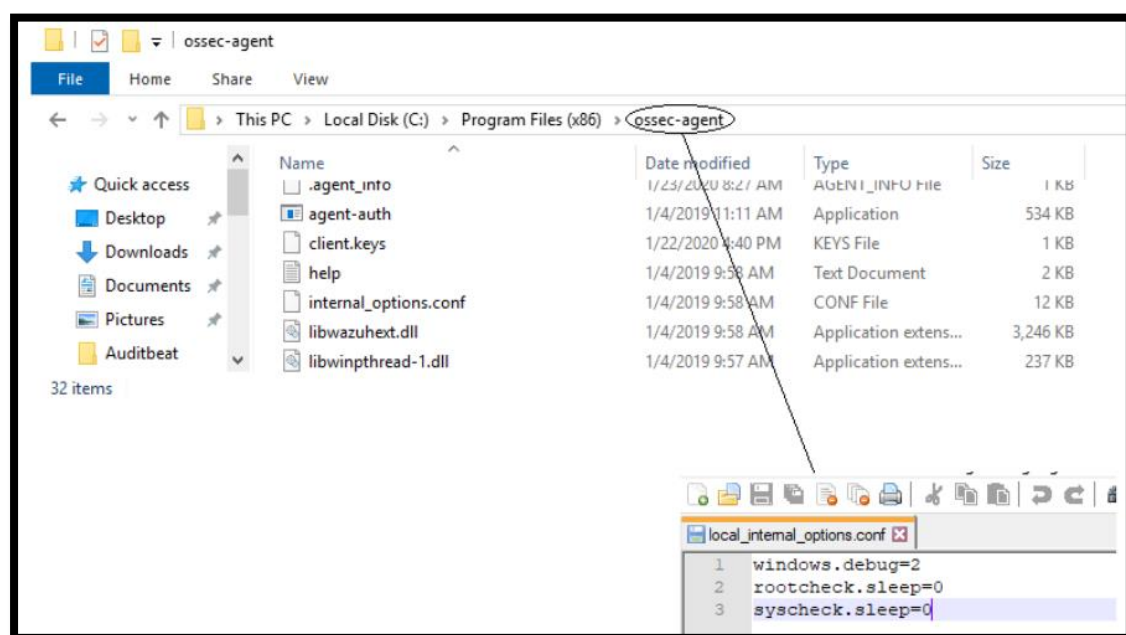 ossec-agent
File Home Share View
This PC > Local Disk (C:) > Program Files (x86) > ossec-agent
Name Date modified Type Size
Quick access
Desktop
Downloads
Documents
Pictures
Auditbeat
.agent_info 1/23/2020 8:27 AM AGENT_INFO File 1 KB
agent-auth 1/4/2019 11:11 AM Application 534 KB
client.keys 1/22/2020 4:40 PM KEYS File 1 KB
help 1/4/2019 9:58 AM Text Document 2 KB
internal_options.conf 1/4/2019 9:58 AM CONF File 12 KB
libwazuhext.dll 1/4/2019 9:58 AM Application extens... 3,246 KB
libwinpthread-1.dll 1/4/2019 9:57 AM Application extens... 237 KB
32 items
local_internal_options.conf
1 windows.debug=2
2 rootcheck.sleep=0
3 syscheck.sleep=0